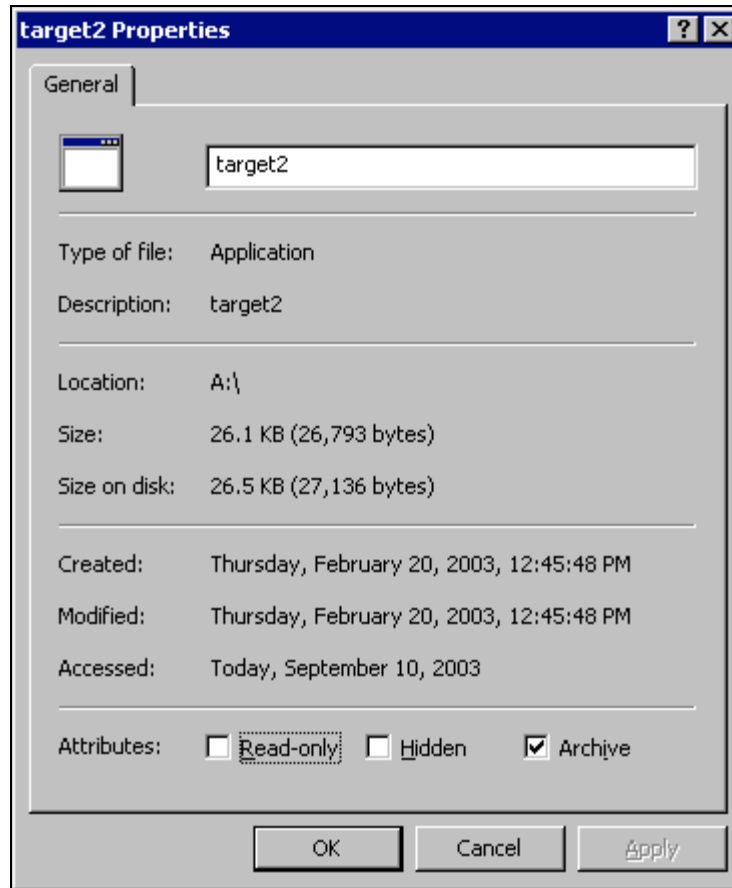 target2 Properties
General
target2
Type of file: Application
Description: target2
Location: A:\
Size: 26.1 KB (26,793 bytes)
Size on disk: 26.5 KB (27,136 bytes)
Created: Thursday, February 20, 2003, 12:45:48 PM
Modified: Thursday, February 20, 2003, 12:45:48 PM
Accessed: Today, September 10, 2003
Attributes: Read-only Hidden Archive
OK Cancel Apply